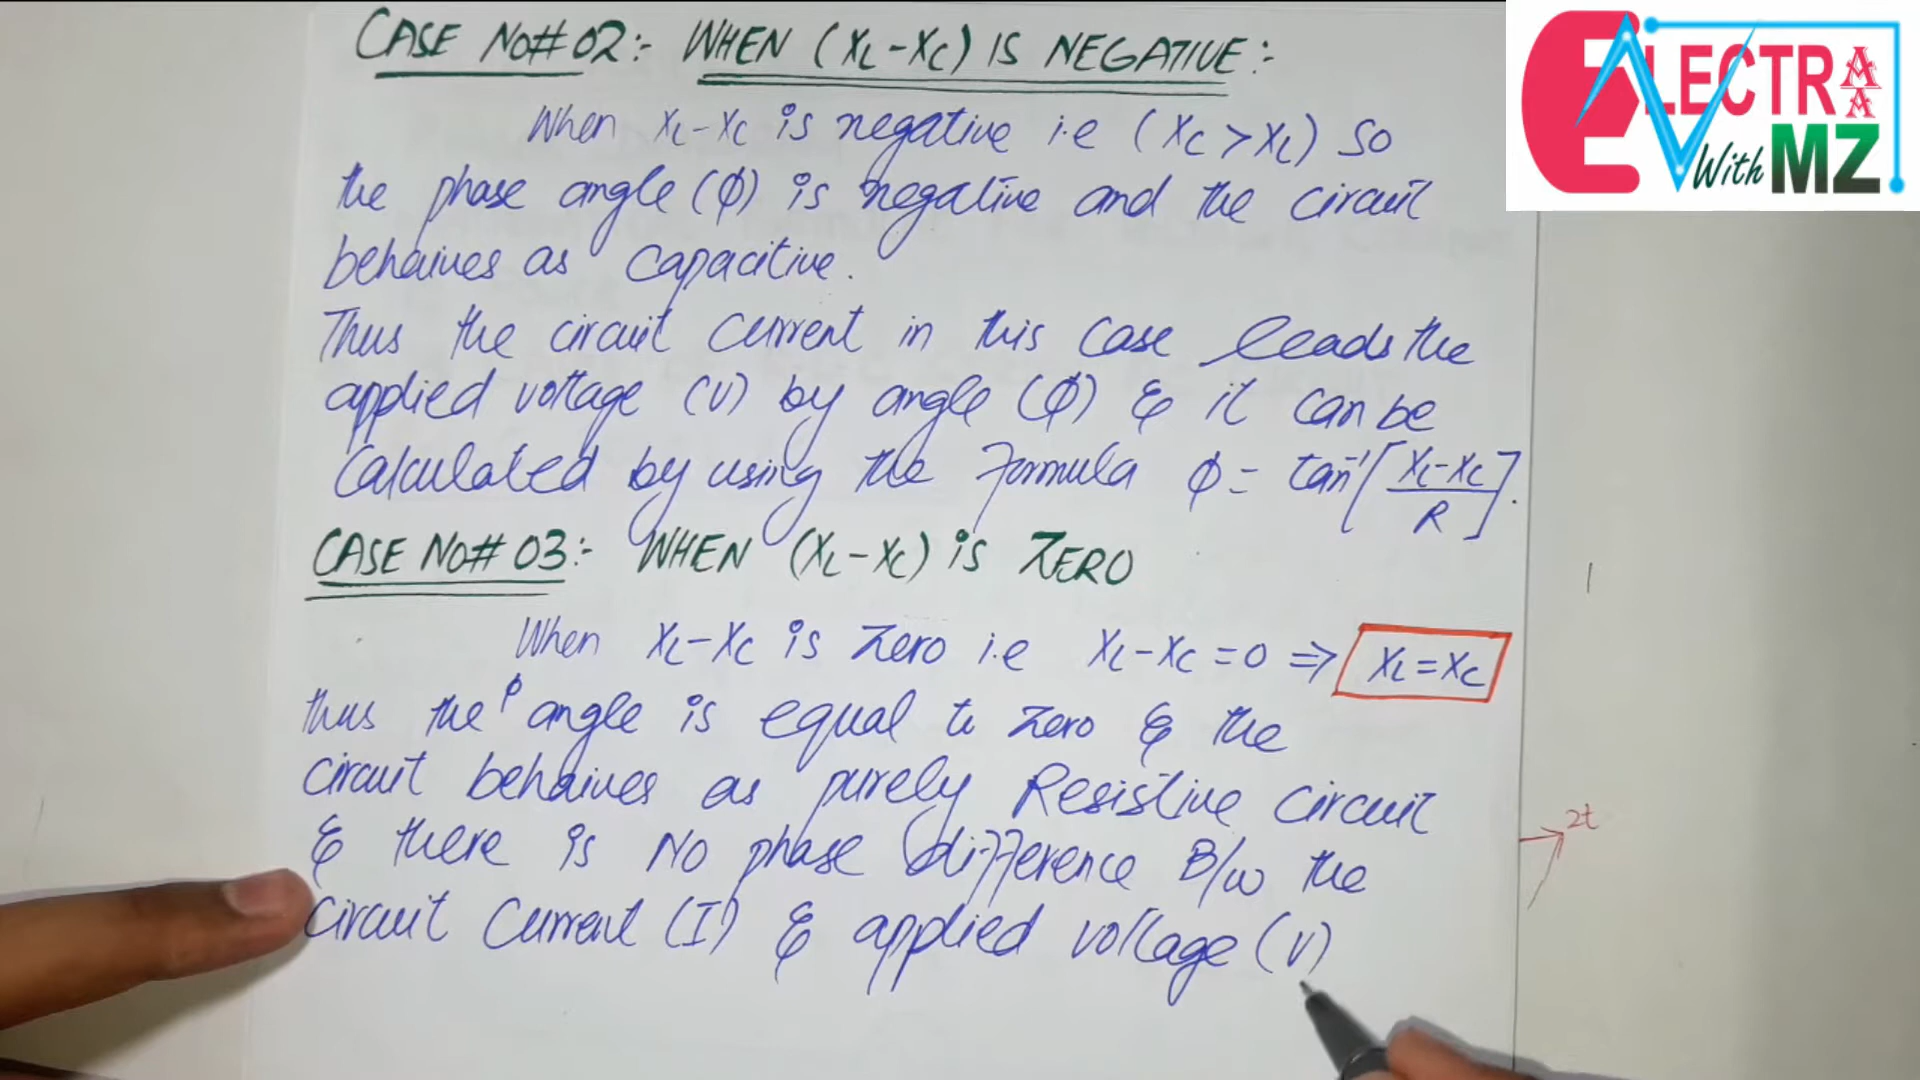 CASE NO# 02:- WHEN (XL-XC) IS NEGATIVE:-
When XL-XC is negative i.e (XC > XL) So
the phase angle (ϕ) is negative and the circuit
behaives as capacitive.
Thus the circuit current in this case leads the
applied voltage (V) by angle (ϕ) & it can be
calculated by using the Formula ϕ = tan⁻¹[XL-XC/R].
CASE NO# 03:- WHEN (XL-XC) is ZERO
When XL-XC is Zero i.e XL-XC=0 ⇒ XL=XC
thus the ϕ angle is equal to zero & the
circuit behaives as purely Resistive circuit
& there is No phase difference B/w the
circuit current (I) & applied voltage (V)
ELECTRAAAA
With MZ
2t